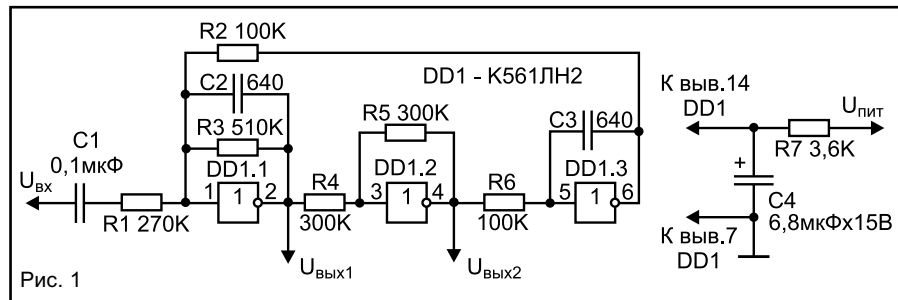 R2 100K
DD1 - К561ЛН2
C2 640
R3 510K
R5 300K
C3 640
К выв.14
DD1
Uпит
R7 3,6K
C1
0,1мкФ
Uвх
R1 270K
DD1.1
1 1 2
R4
300K
DD1.2
3 1 4
R6
100K
DD1.3
5 1 6
+
C4
6,8мкФх15В
К выв.7
DD1
Uвых1
Uвых2
Рис. 1